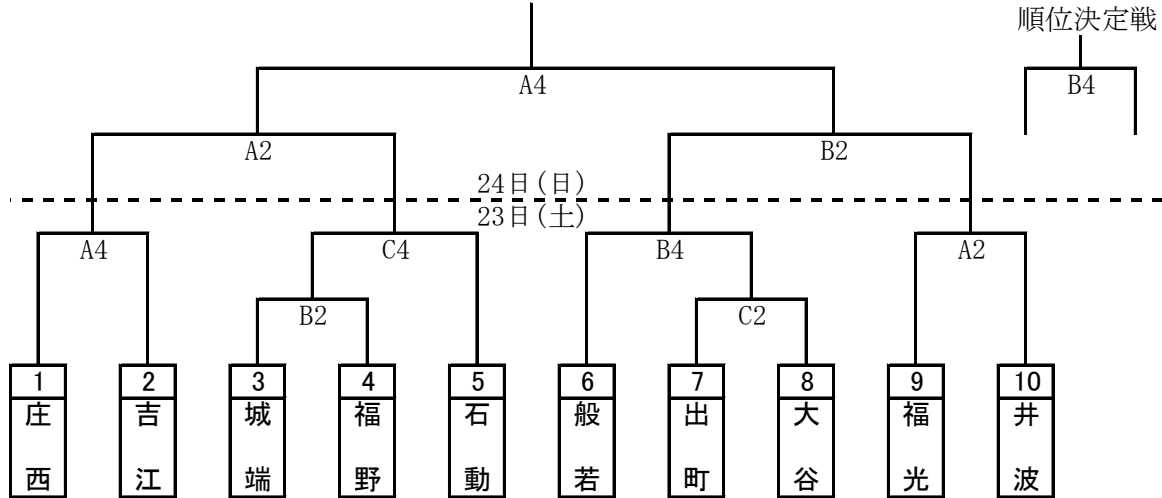 順位決定戦
A4
B4
A2
B2
24日(日)
23日(土)
A4
C4
B4
A2
B2
C2
1
2
3
4
5
6
7
8
9
10
庄西
吉江
城端
福野
石動
般若
出町
大谷
福光
井波